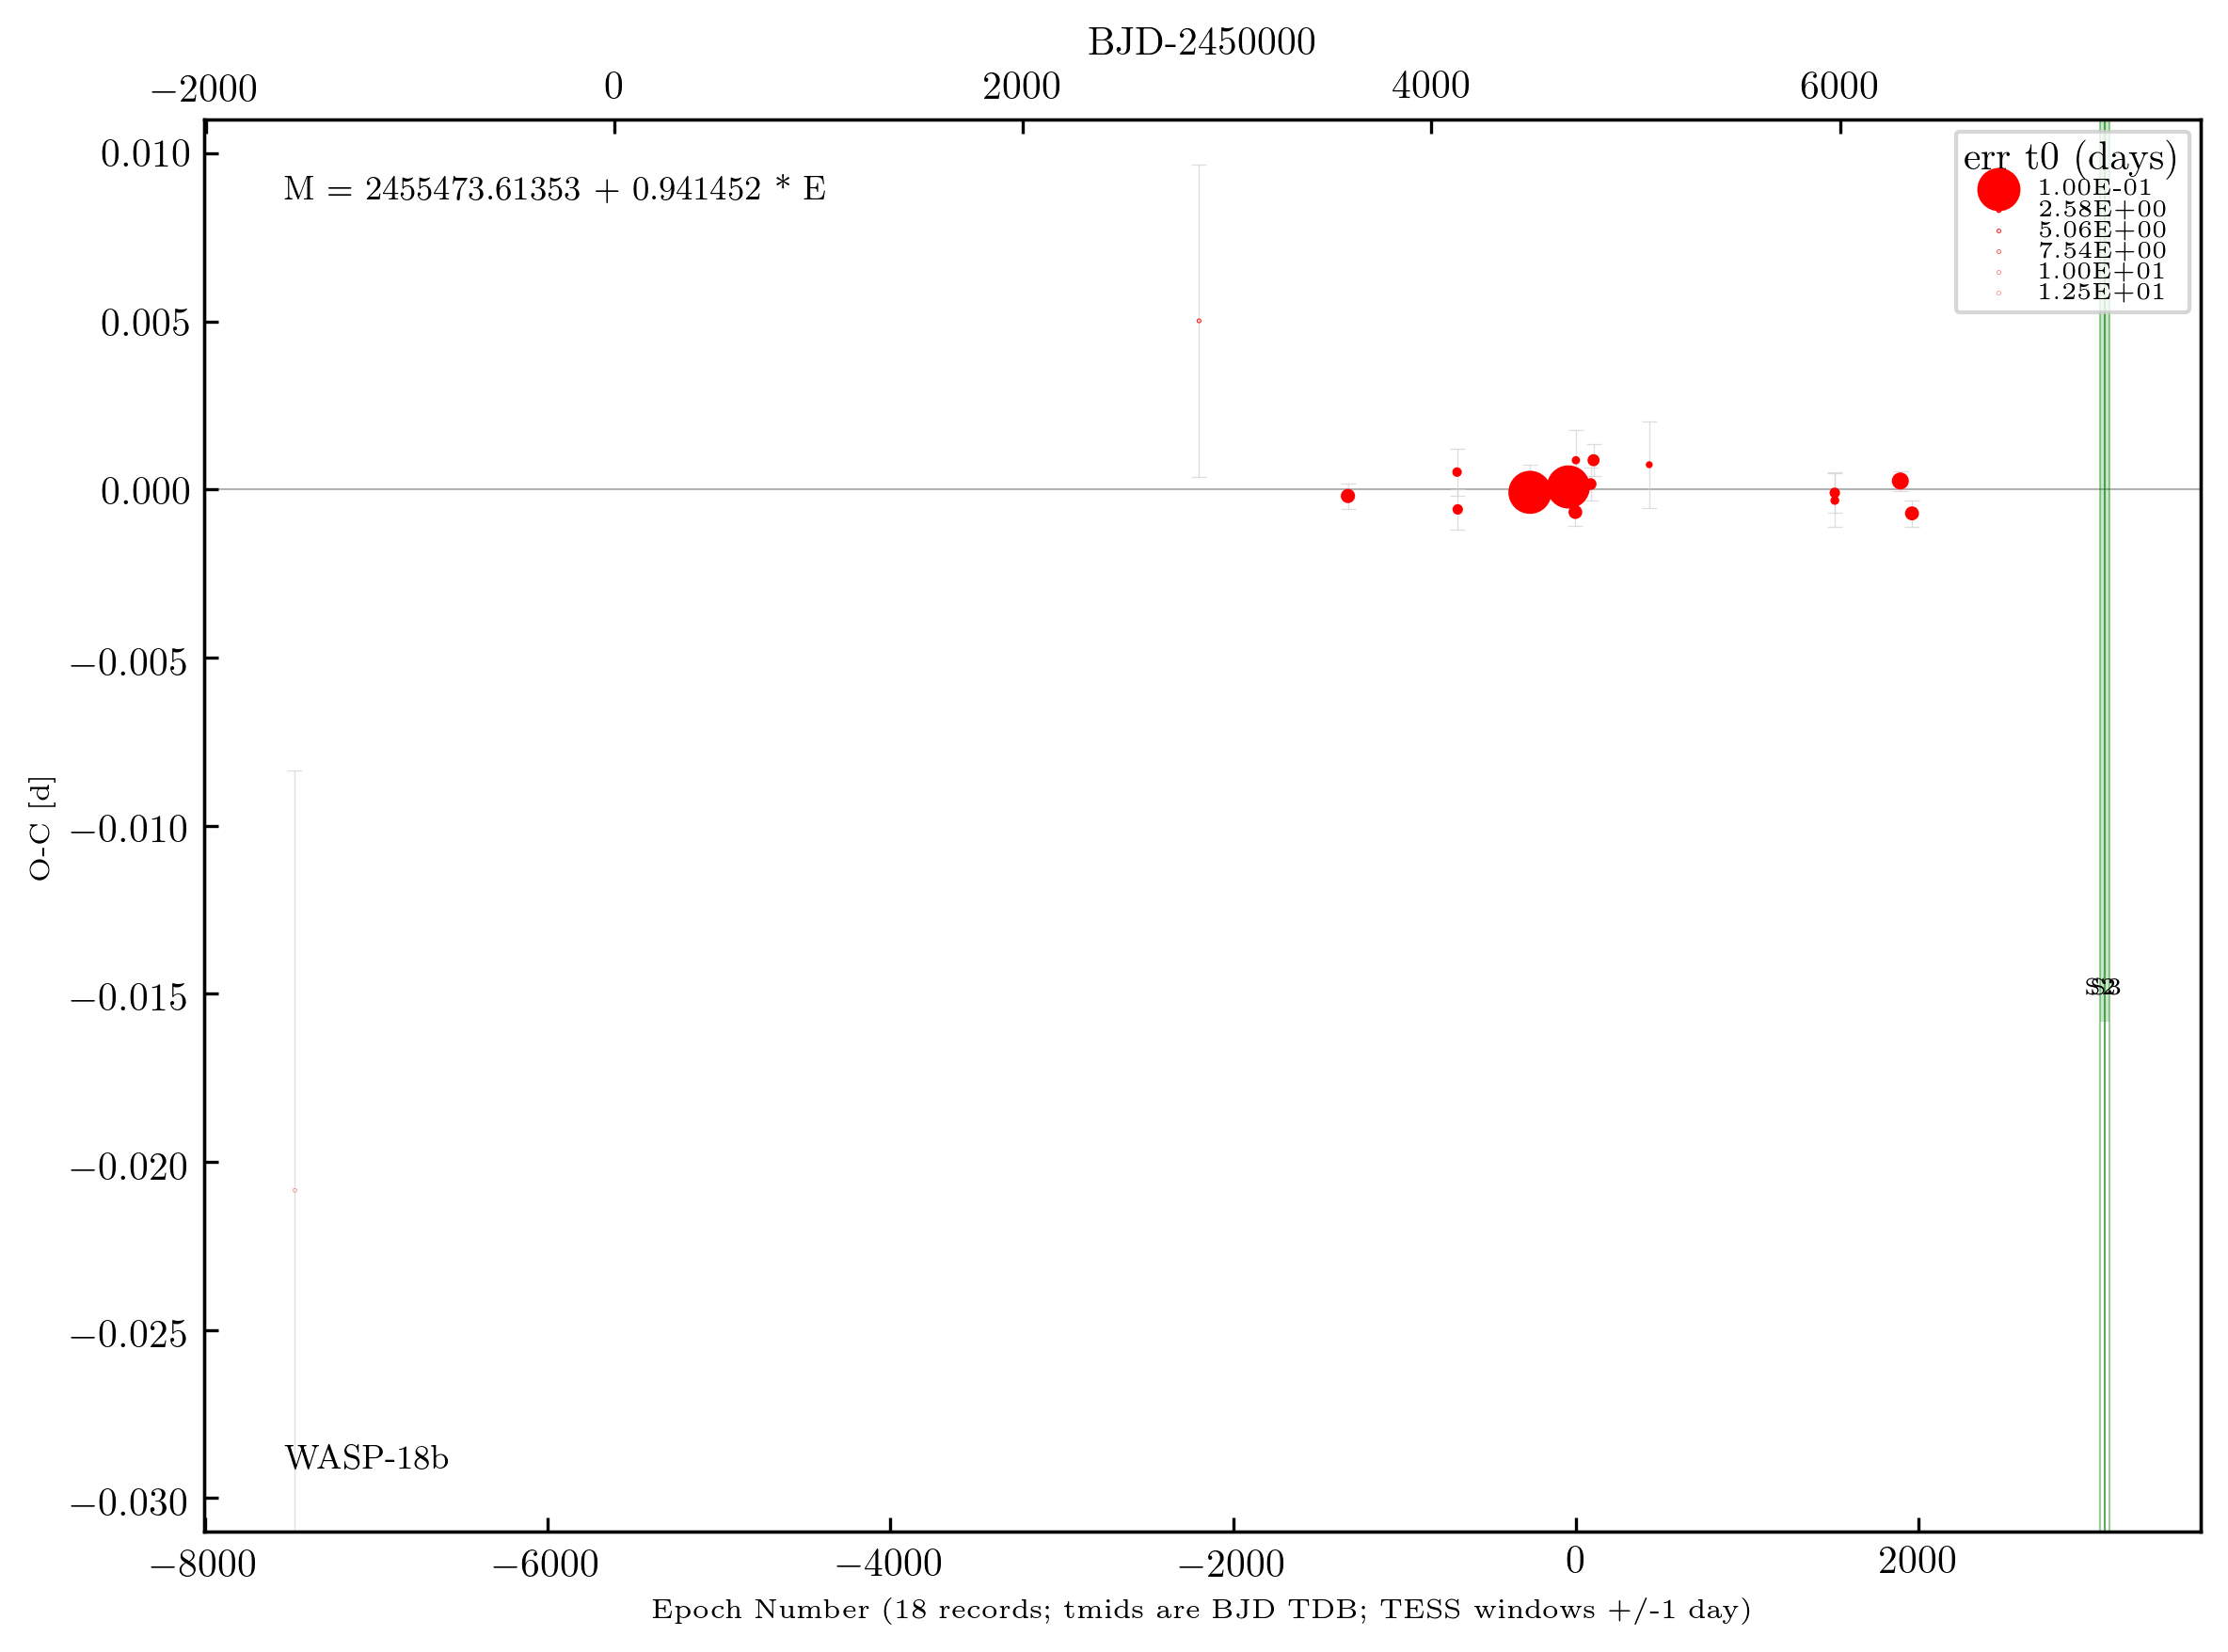 BJD-2450000
−2000 0 2000 4000 6000
err t0 (days)
1.00E-01
2.58E+00
5.06E+00
7.54E+00
1.00E+01
1.25E+01
M = 2455473.61353 + 0.941452 * E
0.010
0.005
0.000
−0.005
−0.010
−0.015
−0.020
−0.025
−0.030
O-C [d]
WASP-18b
−8000 −6000 −4000 −2000 0 2000
Epoch Number (18 records; tmids are BJD TDB; TESS windows +/-1 day)